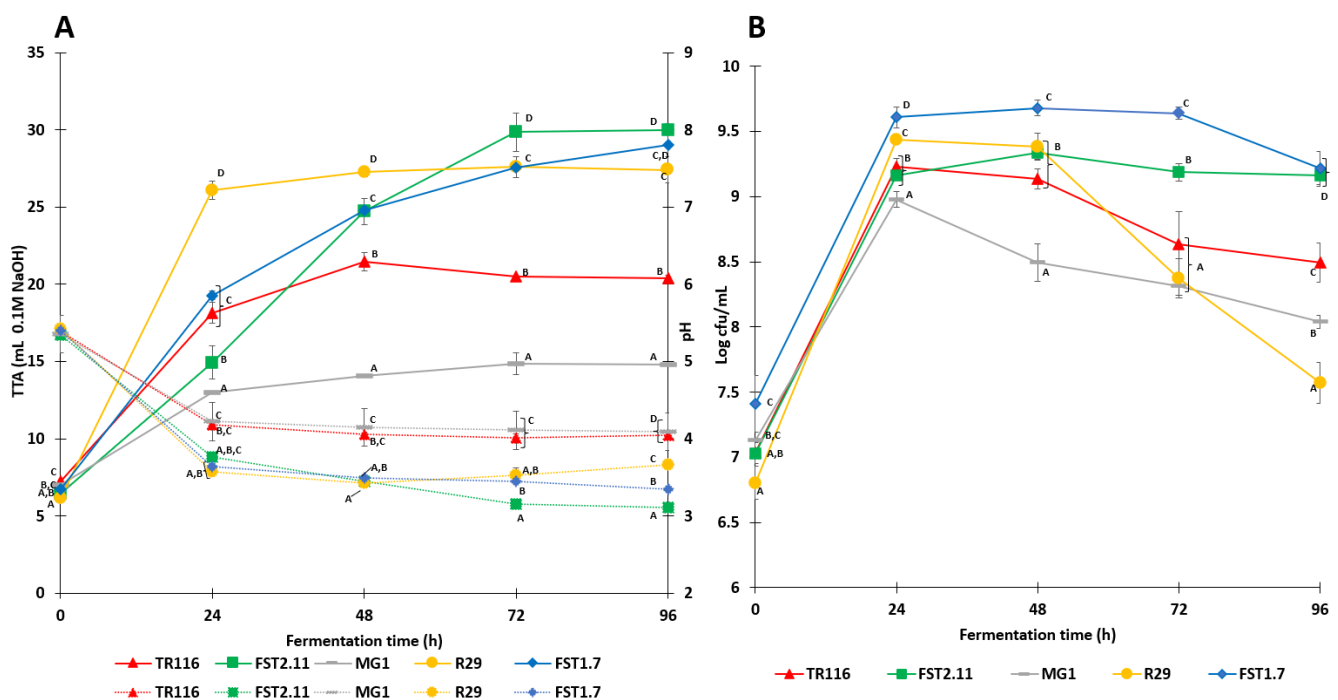 A
B
TTA (mL 0.1M NaOH)
35
30
25
20
15
10
5
0
pH
9
8
7
6
5
4
3
2
0
24
48
72
96
Fermentation time (h)
D
D
D
D
C
C
C,D
C
C
B
B
B
B
A
A
A
A
C
B,C
A,B
A
C
B,C
A,B,C
A,B
C
B,C
A,B
A
C
A,B
B
A
D
C
B
A
TR116
FST2.11
MG1
R29
FST1.7
TR116
FST2.11
MG1
R29
FST1.7
Log cfu/mL
10
9.5
9
8.5
8
7.5
7
6.5
6
0
24
48
72
96
Fermentation time (h)
C
B,C
A,B
A
D
C
B
A
C
B
A
C
B
A
D
C
B
A
TR116
FST2.11
MG1
R29
FST1.7